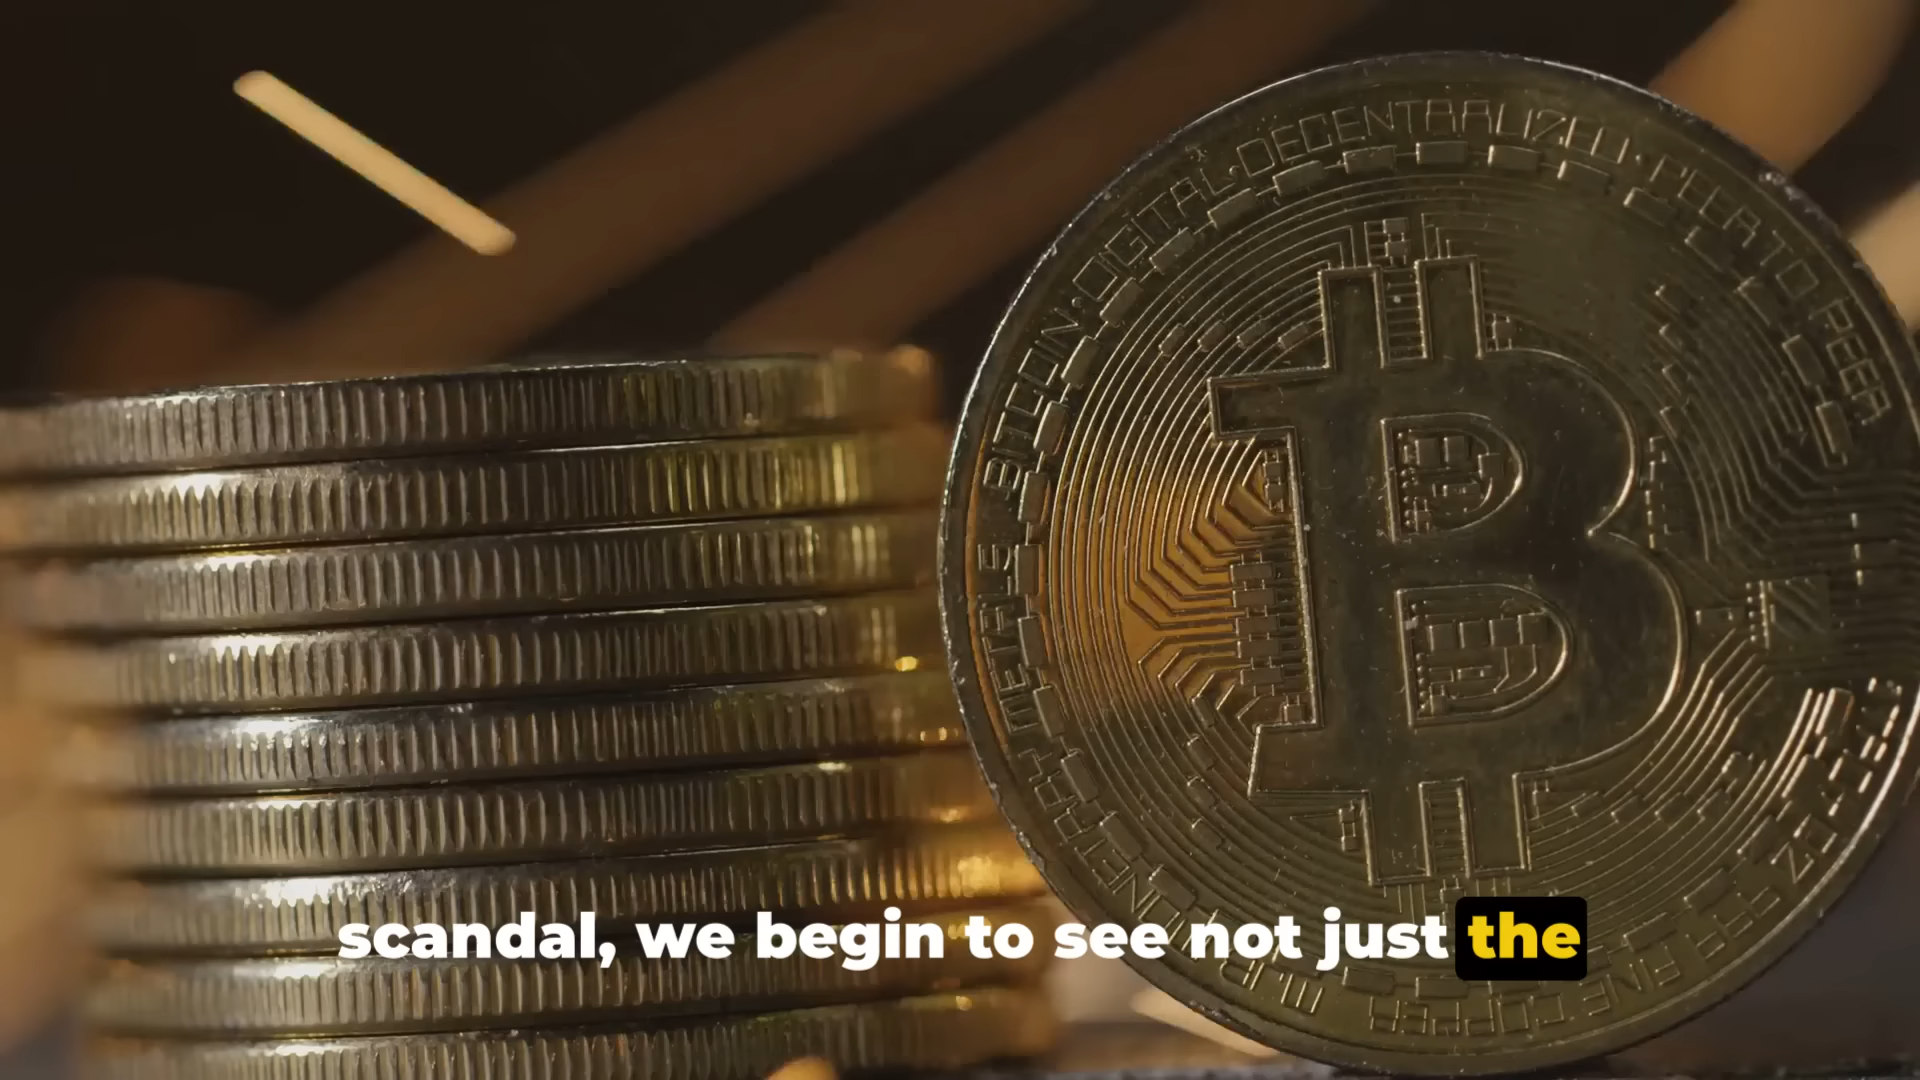 BITCOIN · DIGITAL DECENTRALIZED · PEER TO PEER
scandal, we begin to see not just the